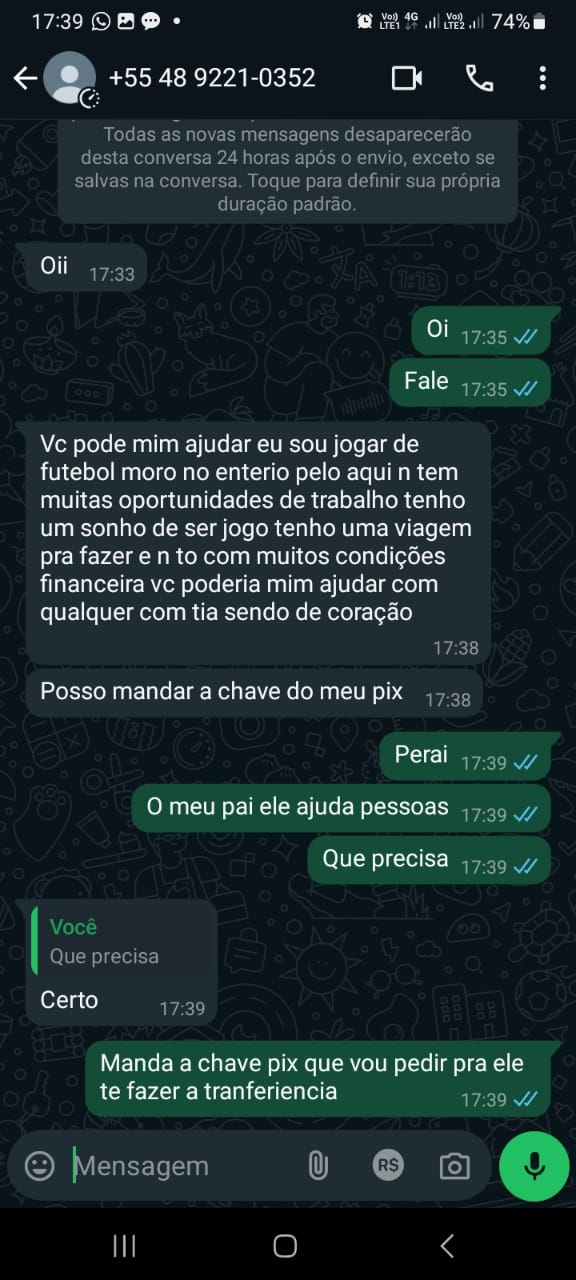 17:39 Vo)) 4G Vo)) 74%
LTE1 LTE2
+55 48 9221-0352
Todas as novas mensagens desaparecerão
desta conversa 24 horas após o envio, exceto se
salvas na conversa. Toque para definir sua própria
duração padrão.
Oii 17:33
Oi 17:35
Fale 17:35
Vc pode mim ajudar eu sou jogar de
futebol moro no enterio pelo aqui n tem
muitas oportunidades de trabalho tenho
um sonho de ser jogo tenho uma viagem
pra fazer e n to com muitos condições
financeira vc poderia mim ajudar com
qualquer com tia sendo de coração
17:38
Posso mandar a chave do meu pix 17:38
Perai 17:39
O meu pai ele ajuda pessoas 17:39
Que precisa 17:39
Você
Que precisa
Certo 17:39
Manda a chave pix que vou pedir pra ele
te fazer a tranferiencia 17:39
Mensagem R$